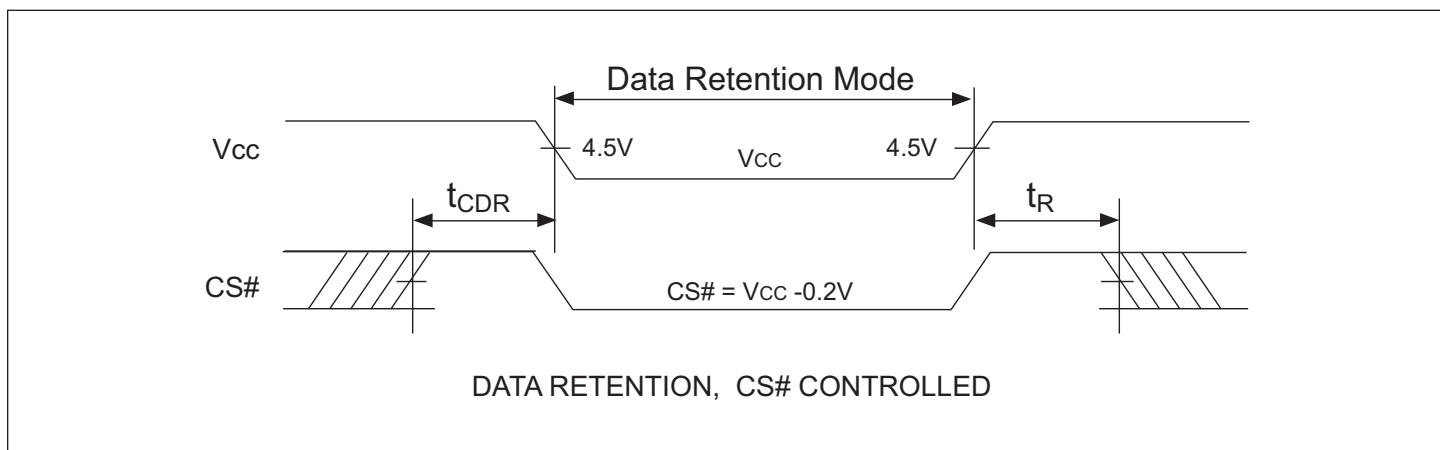 Data Retention Mode
Vcc
4.5V
VCC
4.5V
tCDR
tR
CS#
CS# = VCC -0.2V
DATA RETENTION, CS# CONTROLLED